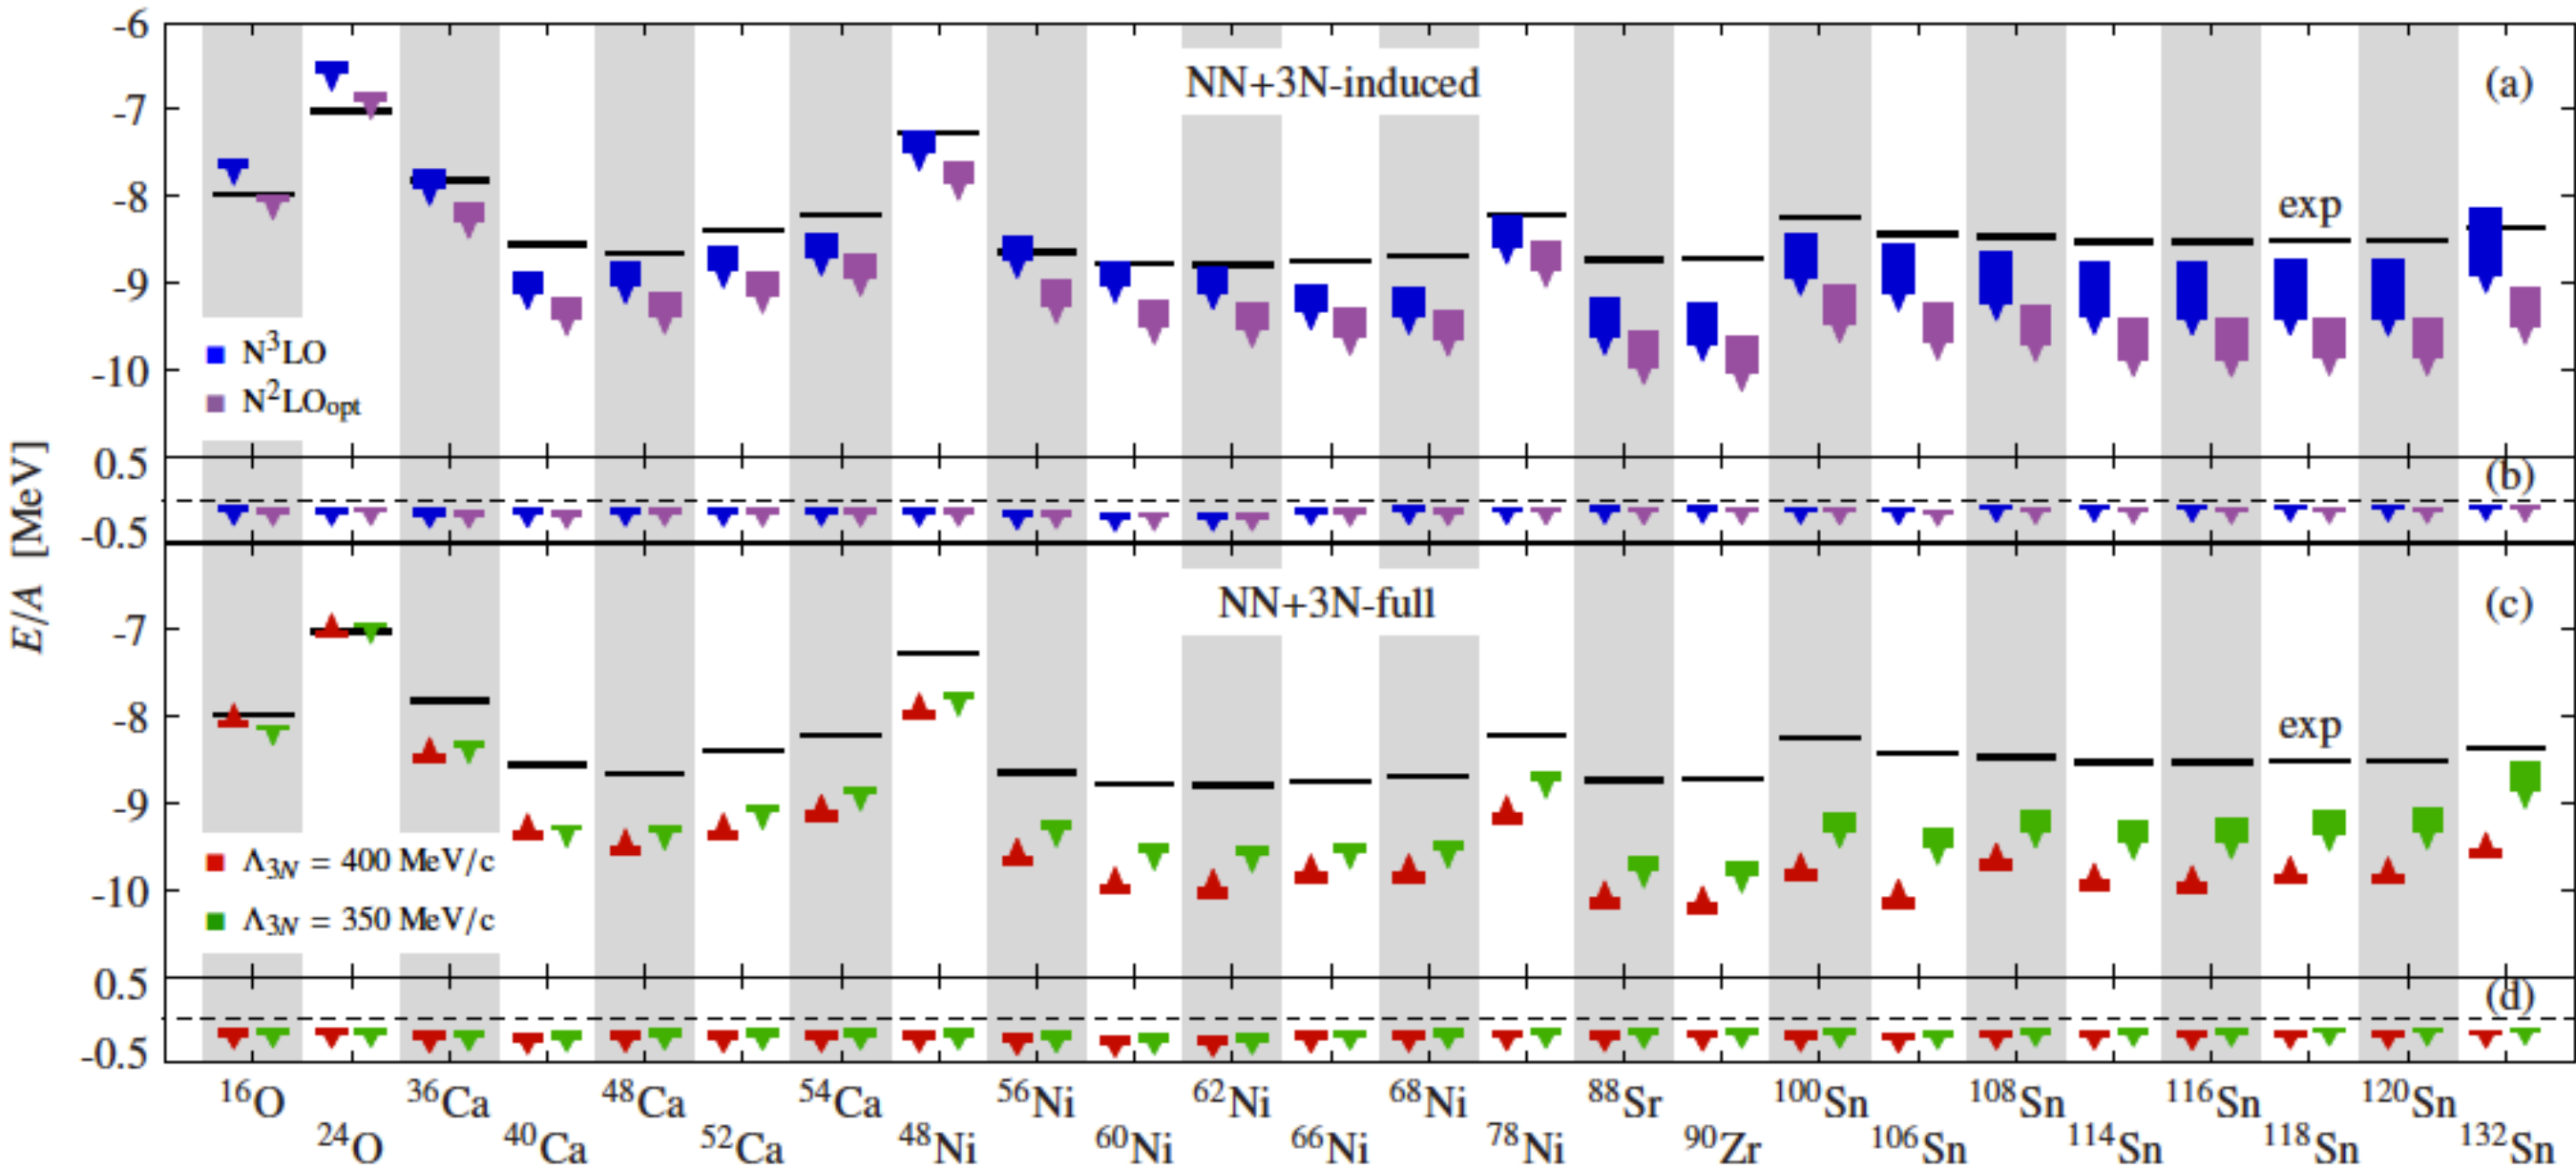 -6
NN+3N-induced
(a)
-7
-8
exp
-9
N³LO
-10
N²LOopt
E/A [MeV]
0.5
(b)
-0.5
NN+3N-full
(c)
-7
-8
exp
-9
Λ3N = 400 MeV/c
-10
Λ3N = 350 MeV/c
0.5
(d)
-0.5
¹⁶O ³⁶Ca ⁴⁸Ca ⁵⁴Ca ⁵⁶Ni ⁶²Ni ⁶⁸Ni ⁸⁸Sr ¹⁰⁰Sn ¹⁰⁸Sn ¹¹⁶Sn ¹²⁰Sn
²⁴O ⁴⁰Ca ⁵²Ca ⁴⁸Ni ⁶⁰Ni ⁶⁶Ni ⁷⁸Ni ⁹⁰Zr ¹⁰⁶Sn ¹¹⁴Sn ¹¹⁸Sn ¹³²Sn